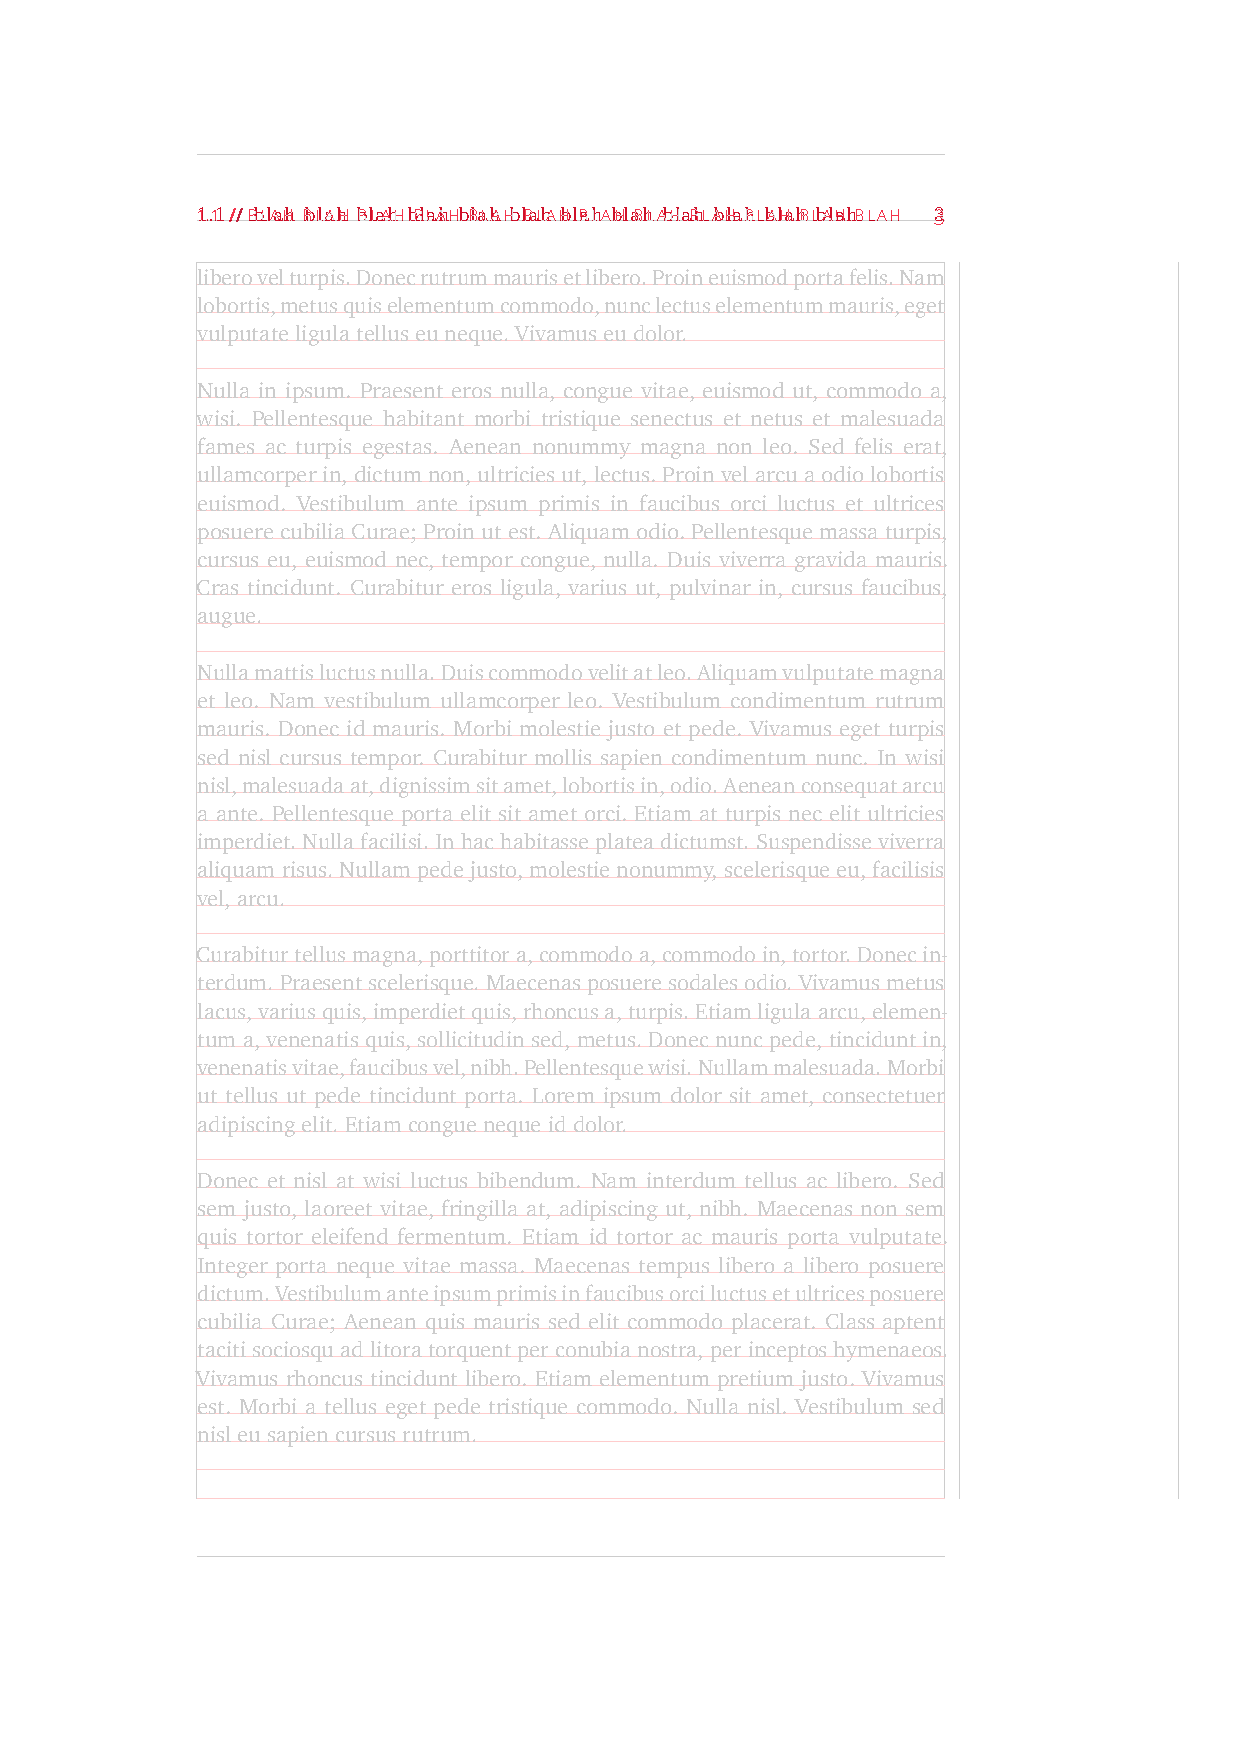 1.1 // blah blah blah blah blah blah blah blah blah blah blah blah 3
libero vel turpis. Donec rutrum mauris et libero. Proin euismod porta felis. Nam
lobortis, metus quis elementum commodo, nunc lectus elementum mauris, eget
vulputate ligula tellus eu neque. Vivamus eu dolor.
Nulla in ipsum. Praesent eros nulla, congue vitae, euismod ut, commodo a,
wisi. Pellentesque habitant morbi tristique senectus et netus et malesuada
fames ac turpis egestas. Aenean nonummy magna non leo. Sed felis erat,
ullamcorper in, dictum non, ultricies ut, lectus. Proin vel arcu a odio lobortis
euismod. Vestibulum ante ipsum primis in faucibus orci luctus et ultrices
posuere cubilia Curae; Proin ut est. Aliquam odio. Pellentesque massa turpis,
cursus eu, euismod nec, tempor congue, nulla. Duis viverra gravida mauris.
Cras tincidunt. Curabitur eros ligula, varius ut, pulvinar in, cursus faucibus,
augue.
Nulla mattis luctus nulla. Duis commodo velit at leo. Aliquam vulputate magna
et leo. Nam vestibulum ullamcorper leo. Vestibulum condimentum rutrum
mauris. Donec id mauris. Morbi molestie justo et pede. Vivamus eget turpis
sed nisl cursus tempor. Curabitur mollis sapien condimentum nunc. In wisi
nisl, malesuada at, dignissim sit amet, lobortis in, odio. Aenean consequat arcu
a ante. Pellentesque porta elit sit amet orci. Etiam at turpis nec elit ultricies
imperdiet. Nulla facilisi. In hac habitasse platea dictumst. Suspendisse viverra
aliquam risus. Nullam pede justo, molestie nonummy, scelerisque eu, facilisis
vel, arcu.
Curabitur tellus magna, porttitor a, commodo a, commodo in, tortor. Donec in-
terdum. Praesent scelerisque. Maecenas posuere sodales odio. Vivamus metus
lacus, varius quis, imperdiet quis, rhoncus a, turpis. Etiam ligula arcu, elemen-
tum a, venenatis quis, sollicitudin sed, metus. Donec nunc pede, tincidunt in,
venenatis vitae, faucibus vel, nibh. Pellentesque wisi. Nullam malesuada. Morbi
ut tellus ut pede tincidunt porta. Lorem ipsum dolor sit amet, consectetuer
adipiscing elit. Etiam congue neque id dolor.
Donec et nisl at wisi luctus bibendum. Nam interdum tellus ac libero. Sed
sem justo, laoreet vitae, fringilla at, adipiscing ut, nibh. Maecenas non sem
quis tortor eleifend fermentum. Etiam id tortor ac mauris porta vulputate.
Integer porta neque vitae massa. Maecenas tempus libero a libero posuere
dictum. Vestibulum ante ipsum primis in faucibus orci luctus et ultrices posuere
cubilia Curae; Aenean quis mauris sed elit commodo placerat. Class aptent
taciti sociosqu ad litora torquent per conubia nostra, per inceptos hymenaeos.
Vivamus rhoncus tincidunt libero. Etiam elementum pretium justo. Vivamus
est. Morbi a tellus eget pede tristique commodo. Nulla nisl. Vestibulum sed
nisl eu sapien cursus rutrum.